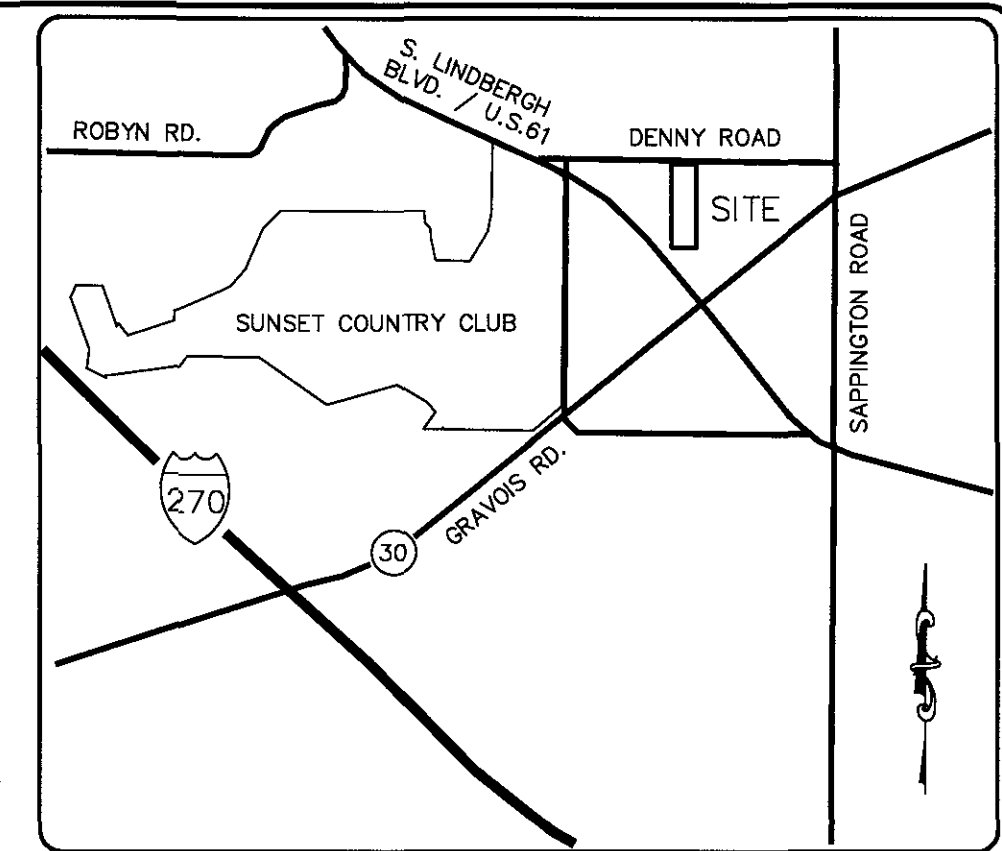 S. LINDBERGH
BLVD. / U.S.61
ROBYN RD.
DENNY ROAD
SITE
SAPPINGTON ROAD
SUNSET COUNTRY CLUB
270
GRAVOIS RD.
30